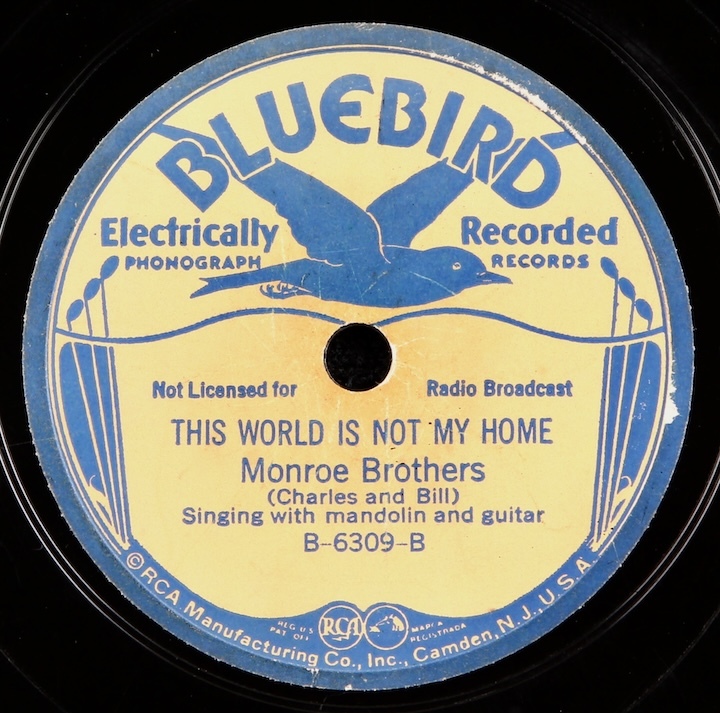 BLUEBIRD
Electrically Recorded
PHONOGRAPH RECORDS
Not Licensed for Radio Broadcast
THIS WORLD IS NOT MY HOME
Monroe Brothers
(Charles and Bill)
Singing with mandolin and guitar
B-6309-B
REG. U.S. PAT. OFF. RCA MARCA REGISTRADA
©RCA Manufacturing Co., Inc., Camden, N.J., U.S.A.